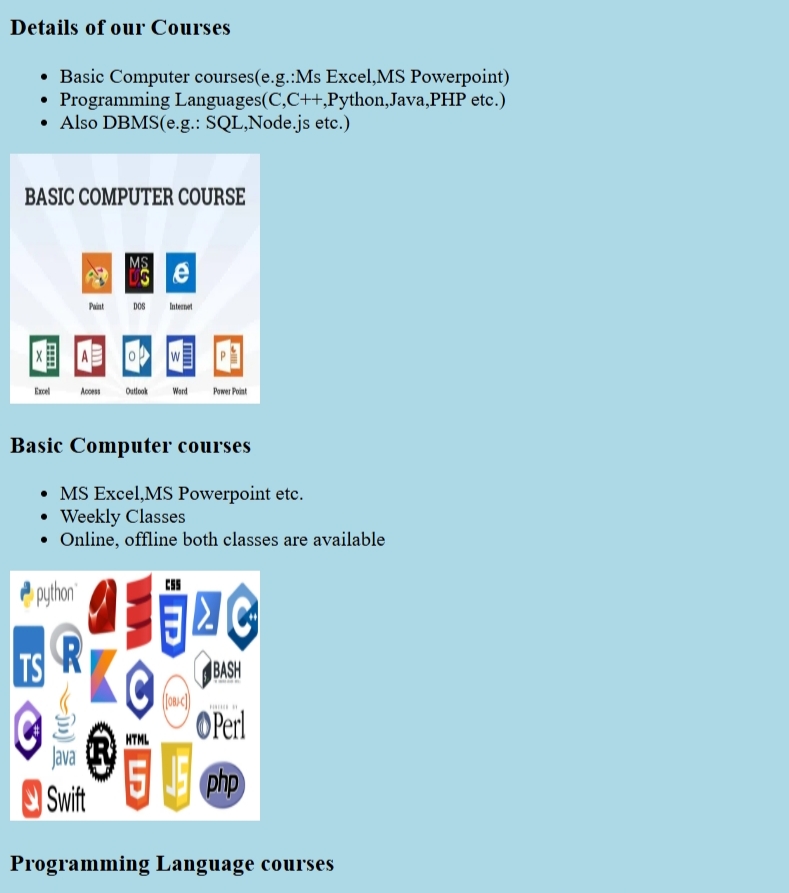 Details of our Courses
Basic Computer courses(e.g.:Ms Excel,MS Powerpoint)
Programming Languages(C,C++,Python,Java,PHP etc.)
Also DBMS(e.g.: SQL,Node.js etc.)
BASIC COMPUTER COURSE
MS
DOS
e
Paint DOS Internet
X A O W P
Excel Access Outlook Word Power Point
Basic Computer courses
MS Excel,MS Powerpoint etc.
Weekly Classes
Online, offline both classes are available
CSS
python
3
C++
TS R
BASH
C [OBJ-C]
C# Java R Perl
HTML
5 JS php
Swift
Programming Language courses